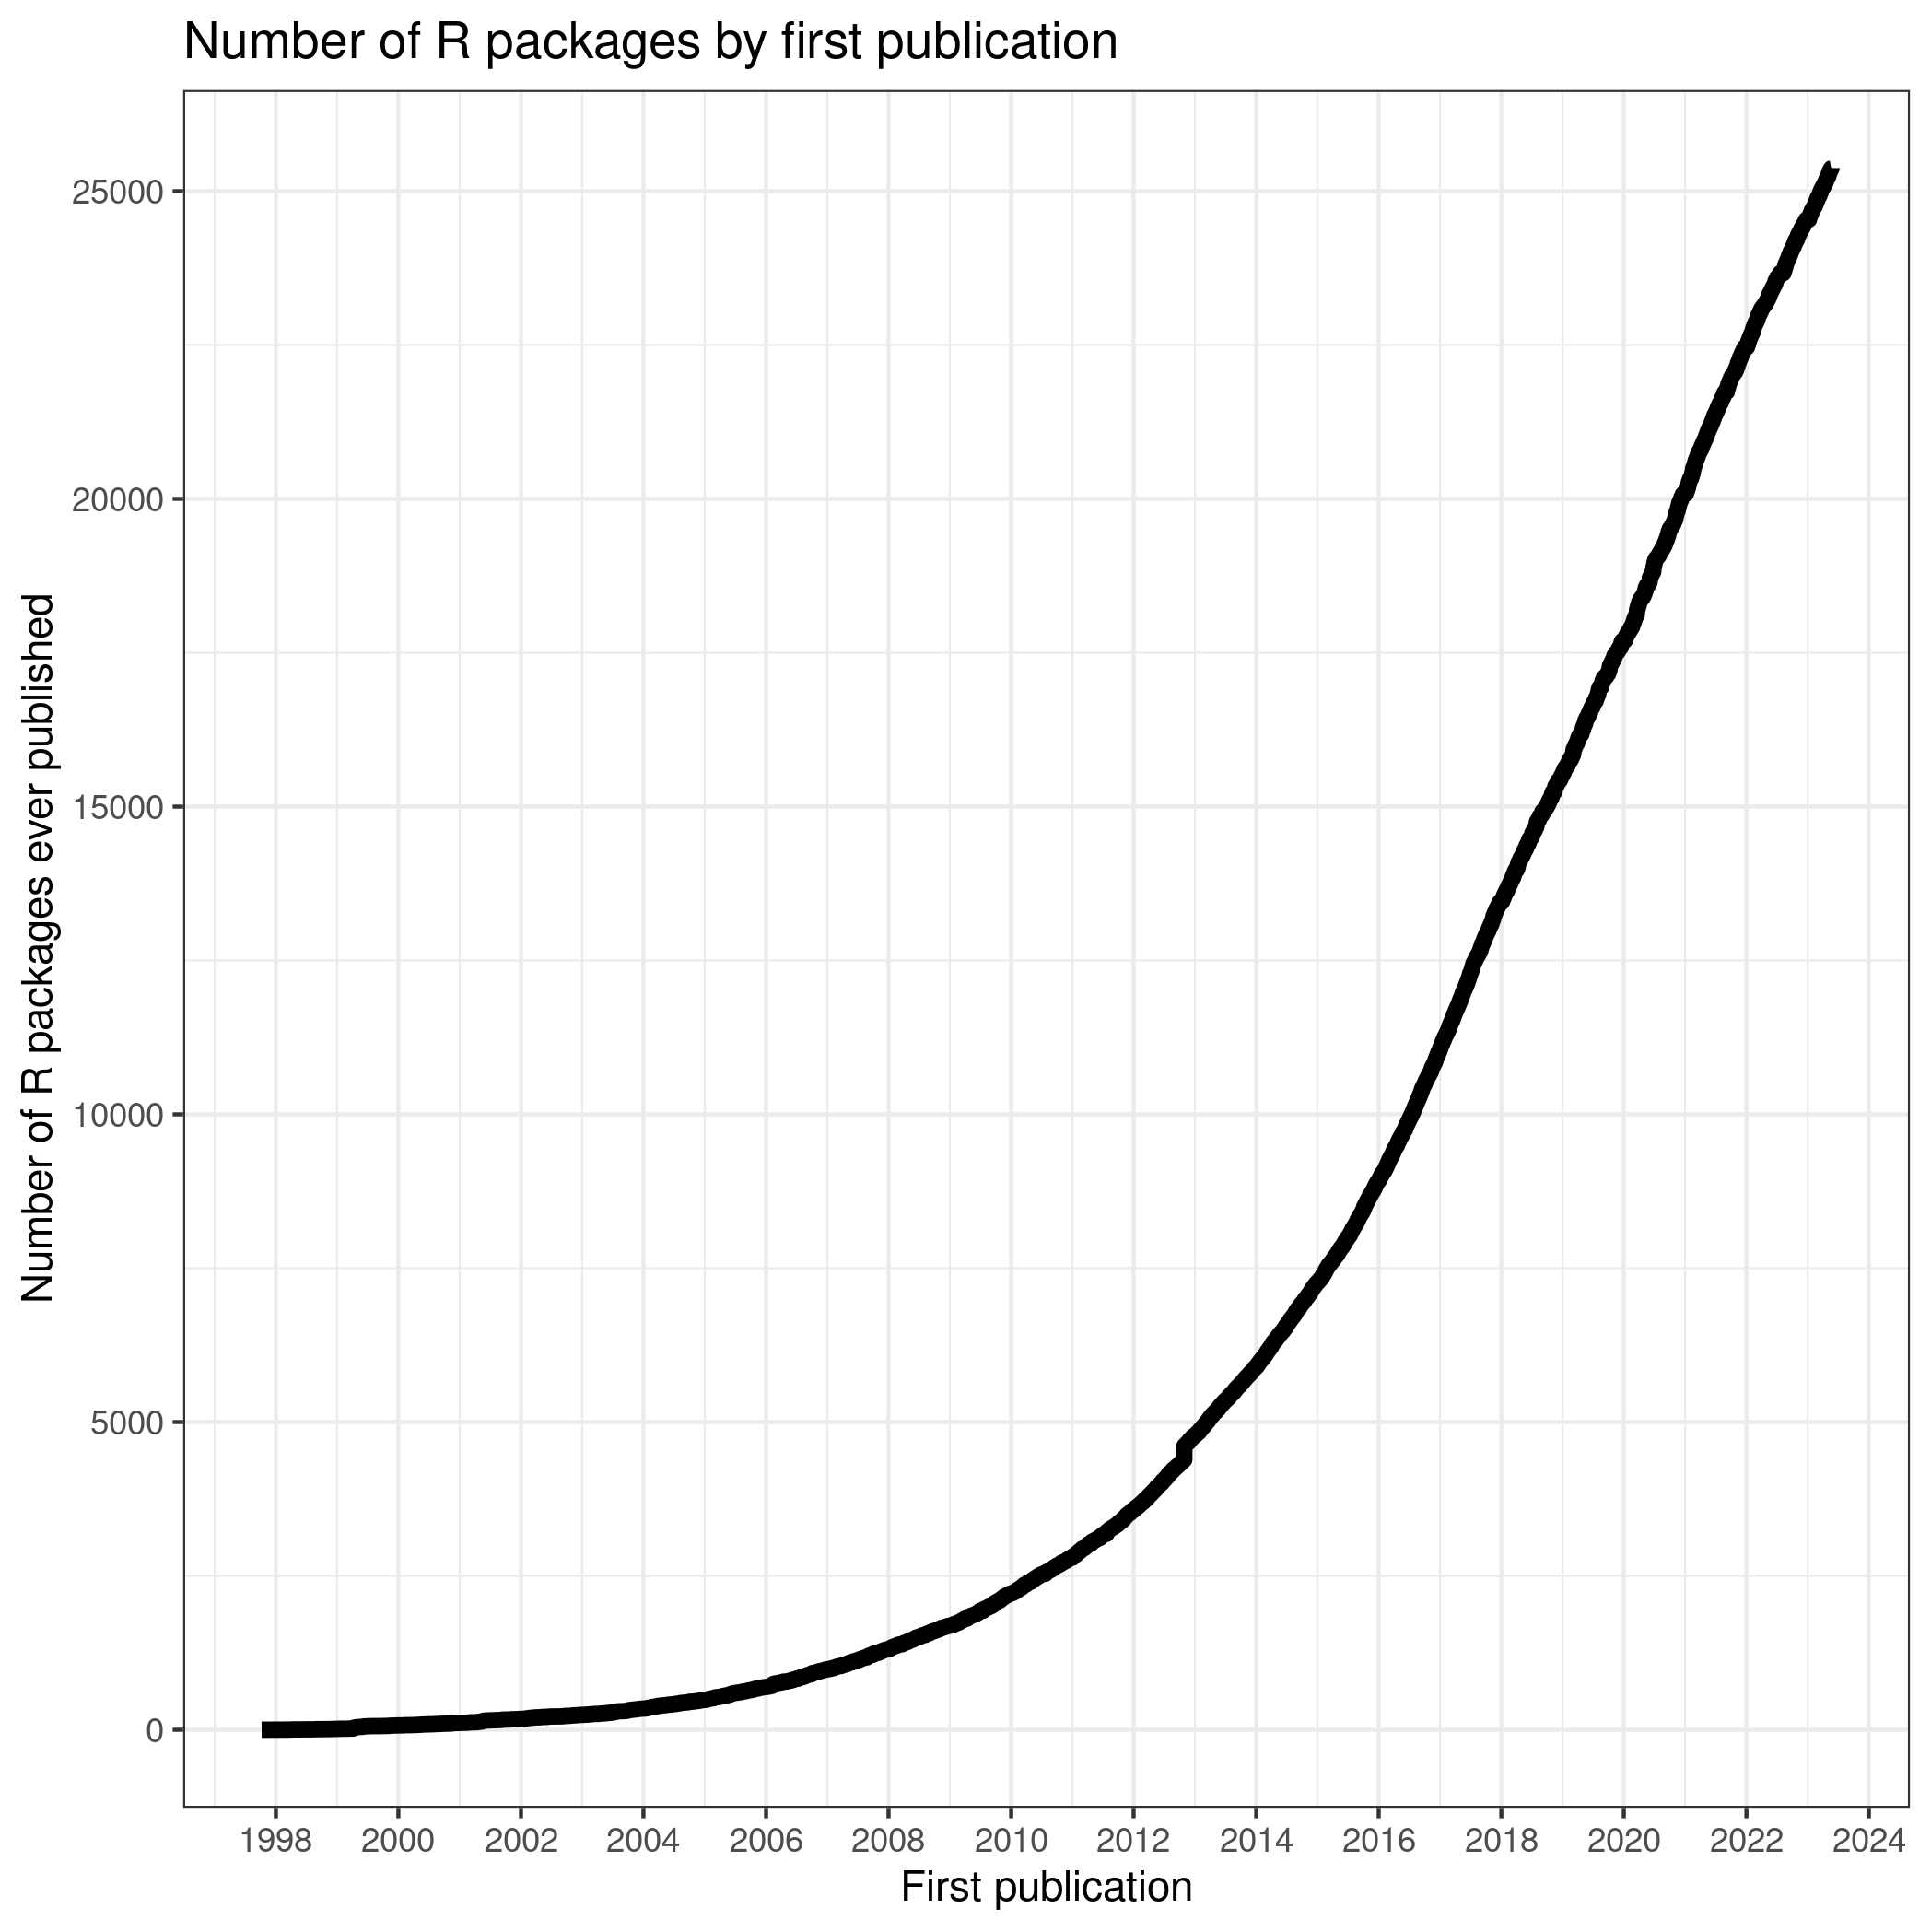 Number of R packages by first publication
Number of R packages ever published
25000
20000
15000
10000
5000
0
1998 2000 2002 2004 2006 2008 2010 2012 2014 2016 2018 2020 2022 2024
First publication